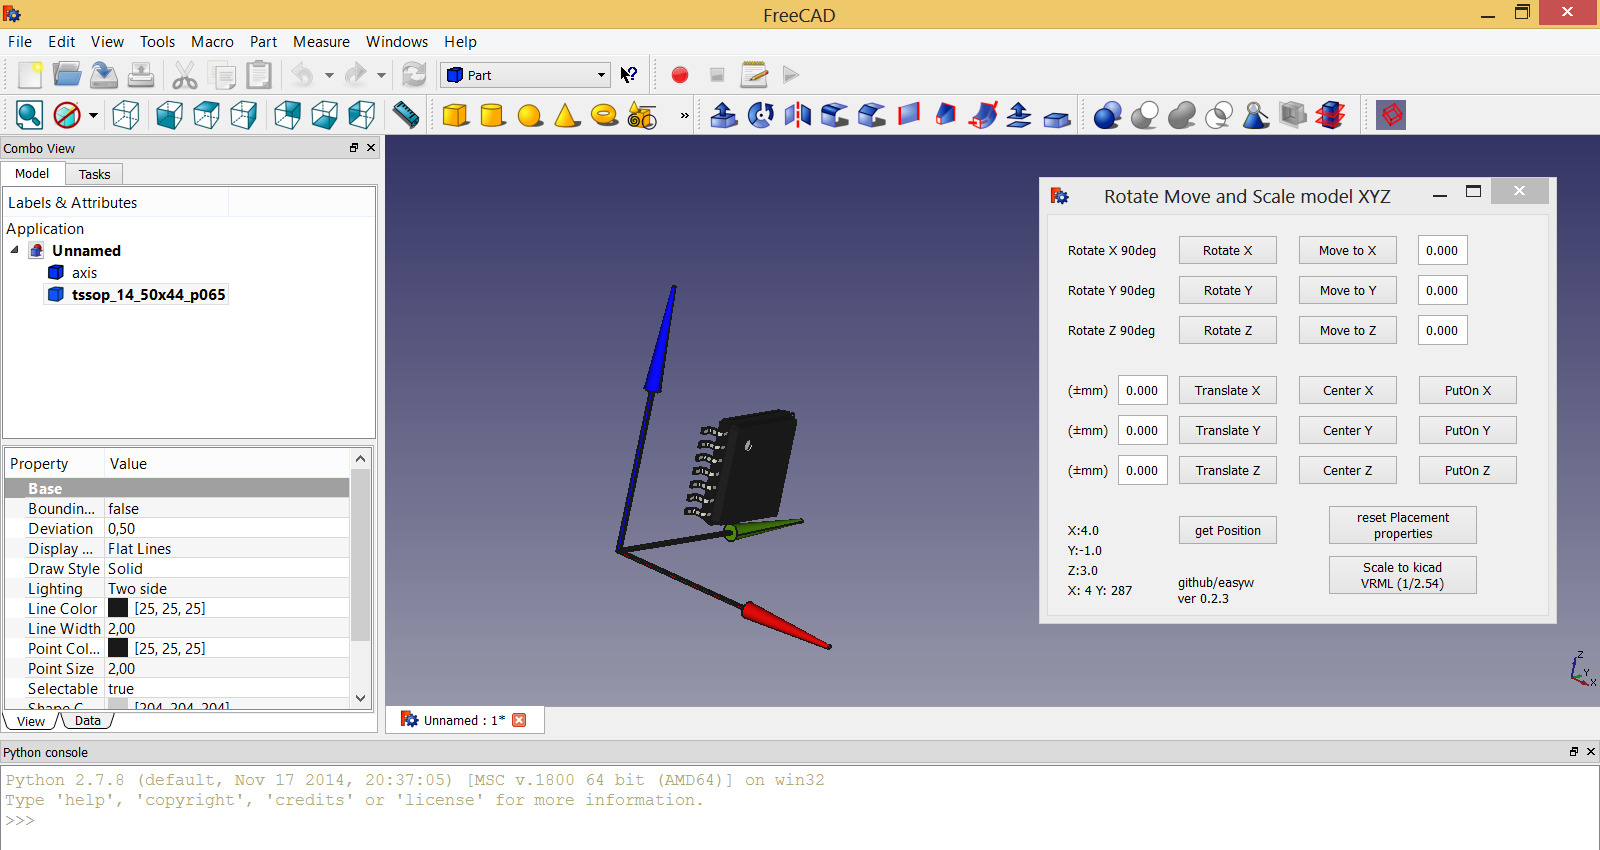 FreeCAD
File Edit View Tools Macro Part Measure Windows Help
Part
»
Combo View
Model Tasks
Labels & Attributes
Application
Unnamed
axis
tssop_14_50x44_p065
Property Value
Base
Boundin... false
Deviation 0,50
Display ... Flat Lines
Draw Style Solid
Lighting Two side
Line Color [25, 25, 25]
Line Width 2,00
Point Col... [25, 25, 25]
Point Size 2,00
Selectable true
Shape C... [204, 204, 204]
View Data
Rotate Move and Scale model XYZ
Rotate X 90deg Rotate X Move to X 0.000
Rotate Y 90deg Rotate Y Move to Y 0.000
Rotate Z 90deg Rotate Z Move to Z 0.000
(±mm) 0.000 Translate X Center X PutOn X
(±mm) 0.000 Translate Y Center Y PutOn Y
(±mm) 0.000 Translate Z Center Z PutOn Z
X:4.0
Y:-1.0
Z:3.0
X: 4 Y: 287
get Position
github/easyw
ver 0.2.3
reset Placement
properties
Scale to kicad
VRML (1/2.54)
Z
Y
X
Unnamed : 1*
Python console
Python 2.7.8 (default, Nov 17 2014, 20:37:05) [MSC v.1800 64 bit (AMD64)] on win32
Type 'help', 'copyright', 'credits' or 'license' for more information.
>>>